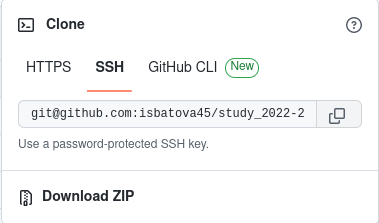 Clone
HTTPS SSH GitHub CLI New
git@github.com:isbatova45/study_2022-2
Use a password-protected SSH key.
Download ZIP